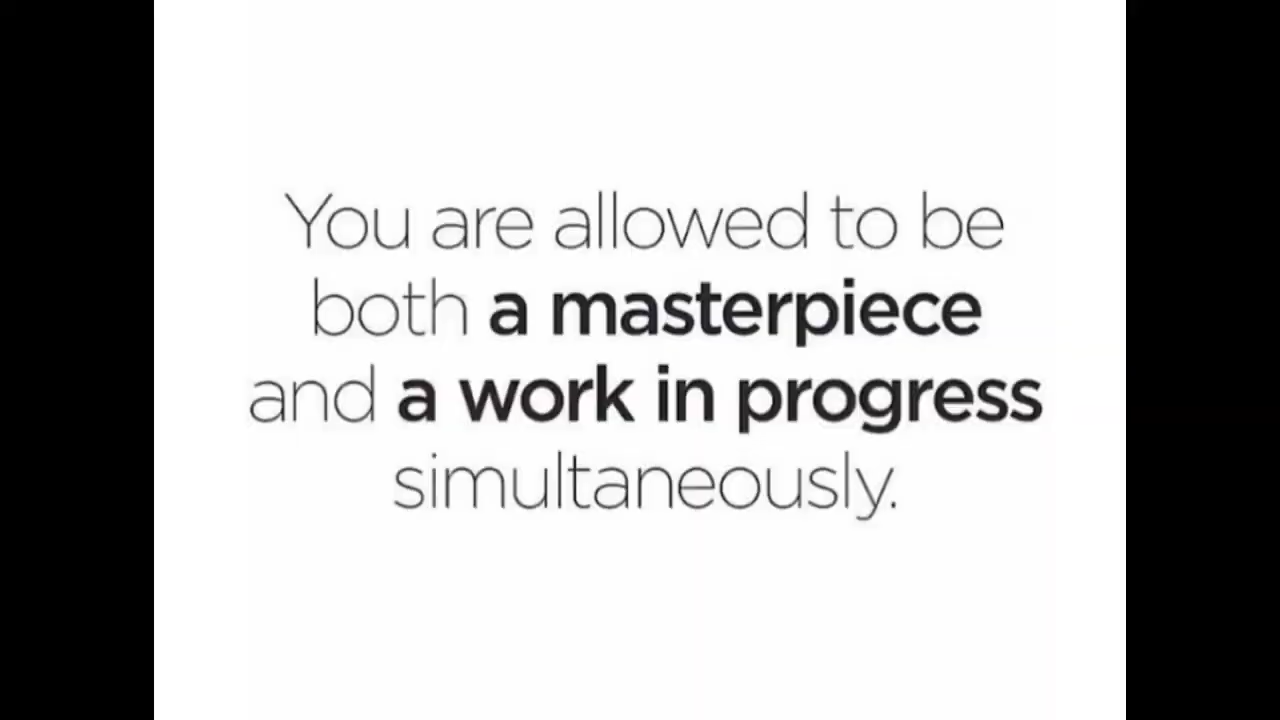 You are allowed to be
both a masterpiece
and a work in progress
simultaneously.